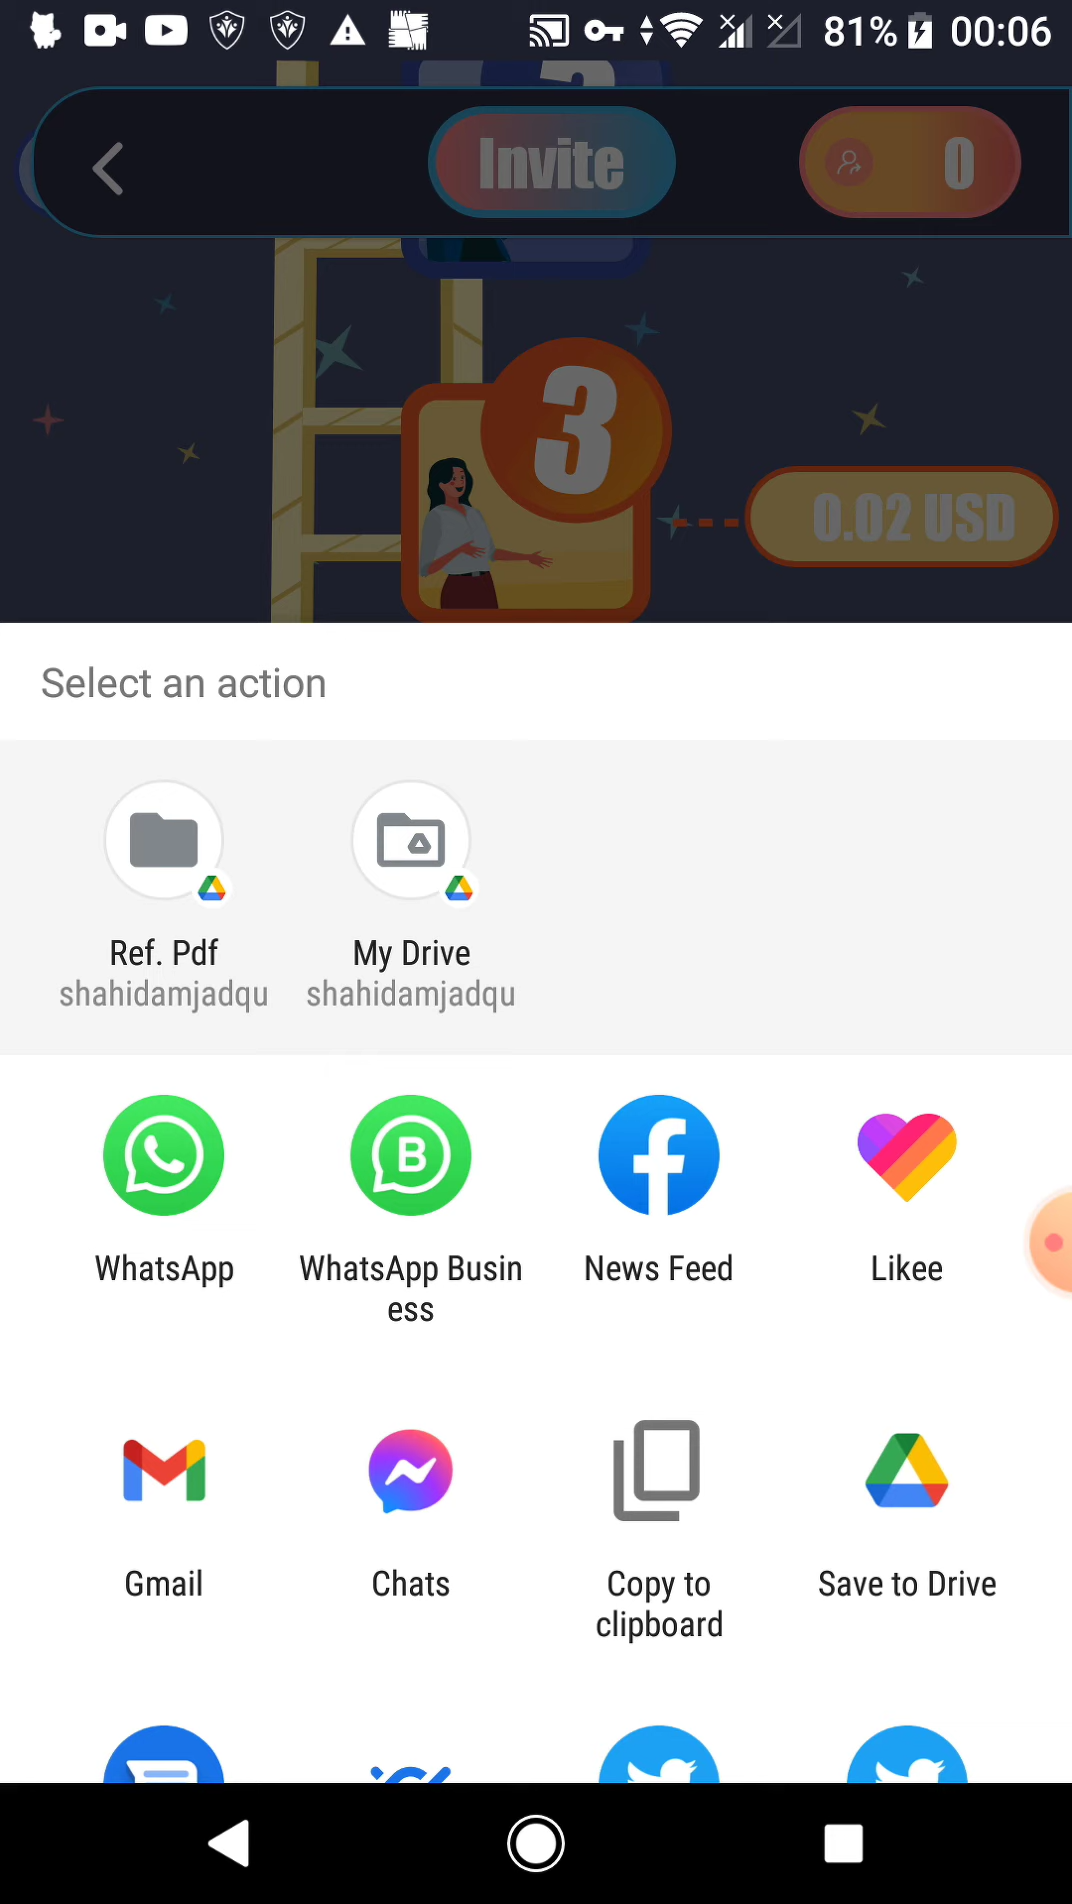 81% 00:06
Invite
0
3
0.02 USD
Select an action
Ref. Pdf
shahidamjadqu
My Drive
shahidamjadqu
WhatsApp
WhatsApp Busin
ess
News Feed
Likee
Gmail
Chats
Copy to
clipboard
Save to Drive